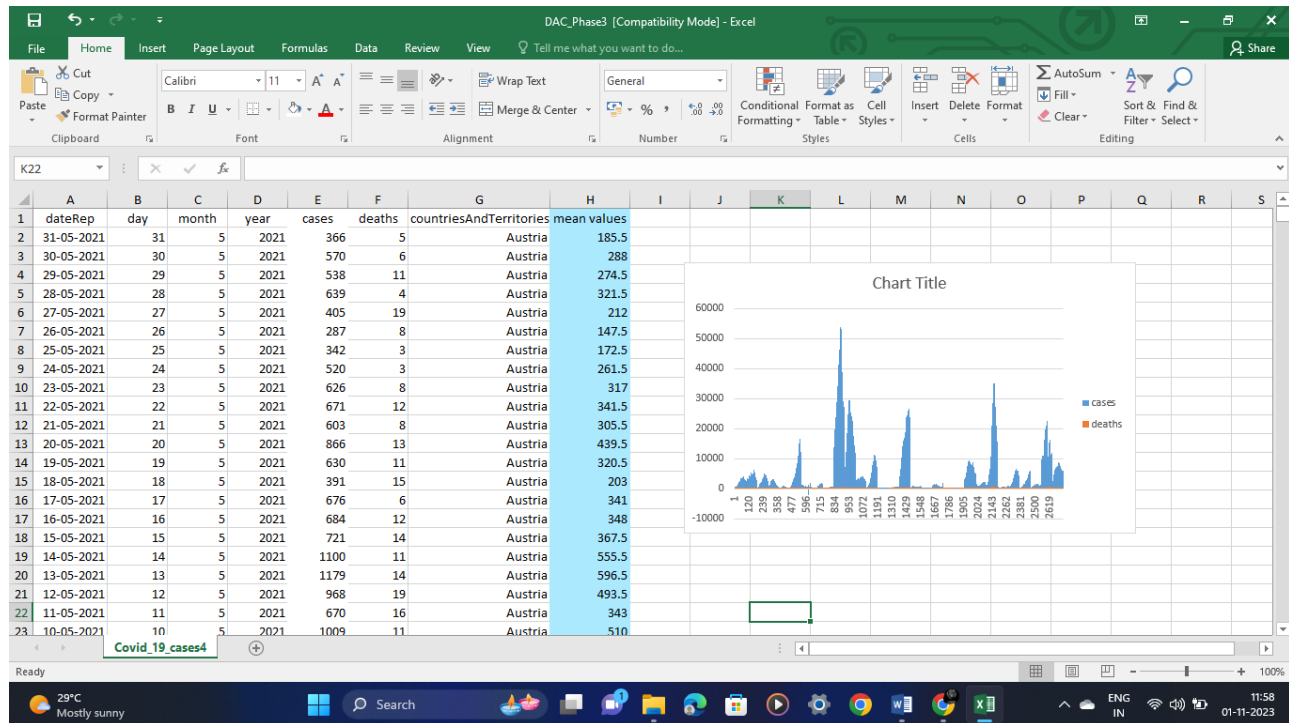 DAC_Phase3 [Compatibility Mode] - Excel
File Home Insert Page Layout Formulas Data Review View Tell me what you want to do... Share
Paste Cut Copy Format Painter
Calibri 11 A A B I U A
Wrap Text Merge & Center
General % , .00 .0
Conditional Formatting Format as Table Cell Styles
Insert Delete Format
AutoSum Fill Clear Sort & Filter Find & Select
Clipboard Font Alignment Number Styles Cells Editing
K22 fx
A B C D E F G H I J K L M N O P Q R S
1 dateRep day month year cases deaths countriesAndTerritories mean values
2 31-05-2021 31 5 2021 366 5 Austria 185.5
3 30-05-2021 30 5 2021 570 6 Austria 288
4 29-05-2021 29 5 2021 538 11 Austria 274.5
5 28-05-2021 28 5 2021 639 4 Austria 321.5
6 27-05-2021 27 5 2021 405 19 Austria 212
7 26-05-2021 26 5 2021 287 8 Austria 147.5
8 25-05-2021 25 5 2021 342 3 Austria 172.5
9 24-05-2021 24 5 2021 520 3 Austria 261.5
10 23-05-2021 23 5 2021 626 8 Austria 317
11 22-05-2021 22 5 2021 671 12 Austria 341.5
12 21-05-2021 21 5 2021 603 8 Austria 305.5
13 20-05-2021 20 5 2021 866 13 Austria 439.5
14 19-05-2021 19 5 2021 630 11 Austria 320.5
15 18-05-2021 18 5 2021 391 15 Austria 203
16 17-05-2021 17 5 2021 676 6 Austria 341
17 16-05-2021 16 5 2021 684 12 Austria 348
18 15-05-2021 15 5 2021 721 14 Austria 367.5
19 14-05-2021 14 5 2021 1100 11 Austria 555.5
20 13-05-2021 13 5 2021 1179 14 Austria 596.5
21 12-05-2021 12 5 2021 968 19 Austria 493.5
22 11-05-2021 11 5 2021 670 16 Austria 343
23 10-05-2021 10 5 2021 1009 11 Austria 510
Chart Title
60000
50000
40000
30000
20000
10000
0
-10000
1 120 239 358 477 596 715 834 953 1072 1191 1310 1429 1548 1667 1786 1905 2024 2143 2262 2381 2500 2619
cases
deaths
Covid_19_cases4
Ready 100%
29°C
Mostly sunny
Search
1
ENG
IN
11:58
01-11-2023